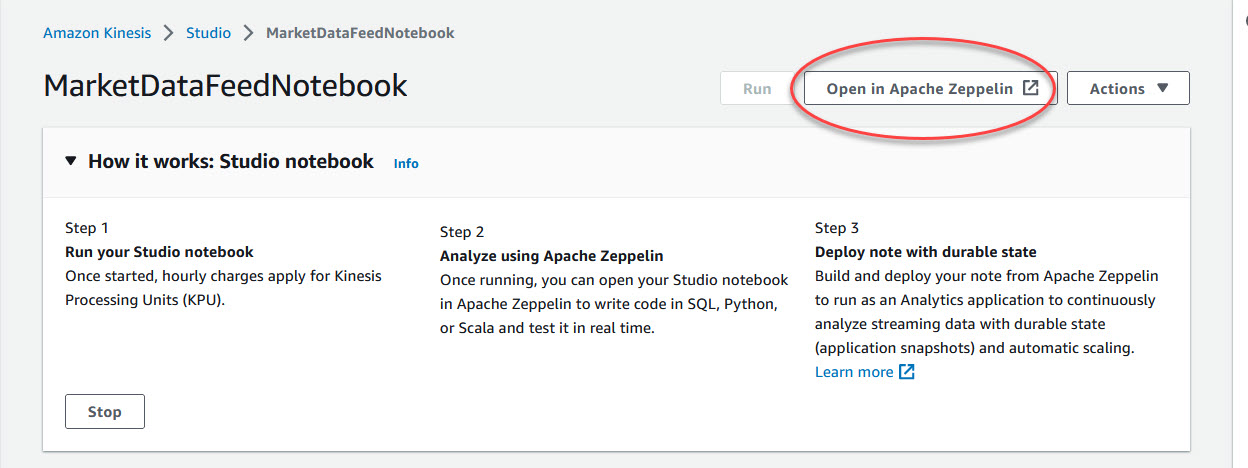 Amazon Kinesis > Studio > MarketDataFeedNotebook
MarketDataFeedNotebook
Run
Open in Apache Zeppelin
Actions
How it works: Studio notebook Info
Step 1
Run your Studio notebook
Once started, hourly charges apply for Kinesis
Processing Units (KPU).
Stop
Step 2
Analyze using Apache Zeppelin
Once running, you can open your Studio notebook
in Apache Zeppelin to write code in SQL, Python,
or Scala and test it in real time.
Step 3
Deploy note with durable state
Build and deploy your note from Apache Zeppelin
to run as an Analytics application to continuously
analyze streaming data with durable state
(application snapshots) and automatic scaling.
Learn more